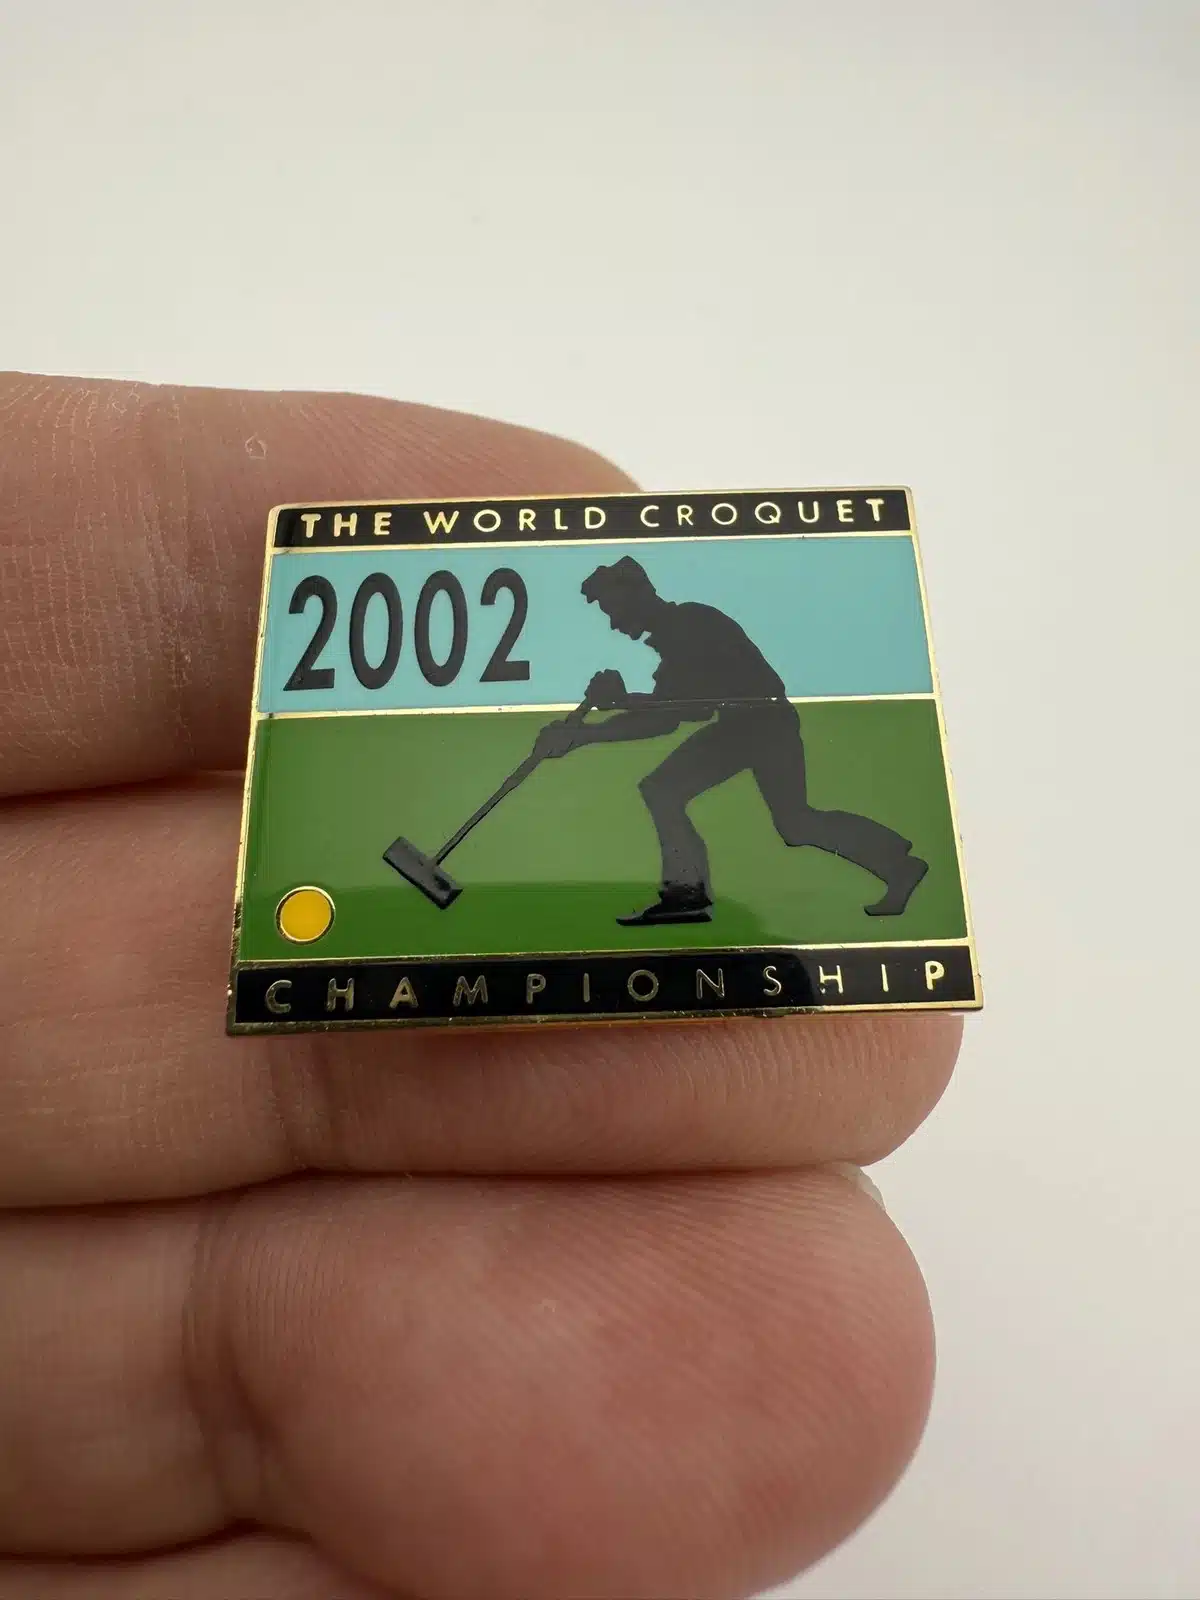 THE WORLD CROQUET
2002
CHAMPIONSHIP